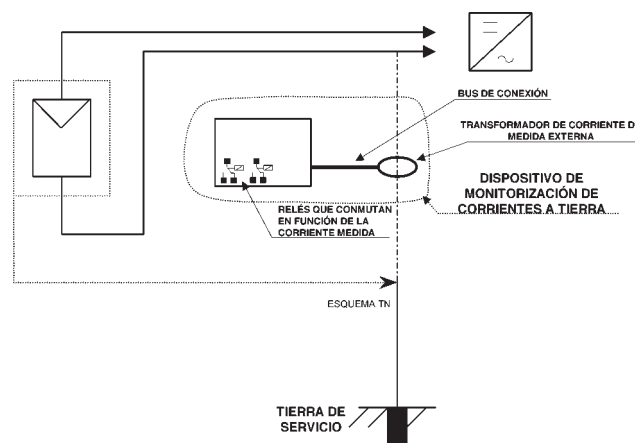 BUS DE CONEXIÓN
TRANSFORMADOR DE CORRIENTE D
MEDIDA EXTERNA
DISPOSITIVO DE
MONITORIZACIÓN DE
CORRIENTES A TIERRA
RELÉS QUE CONMUTAN
EN FUNCIÓN DE LA
CORRIENTE MEDIDA
ESQUEMA TN
TIERRA DE
SERVICIO